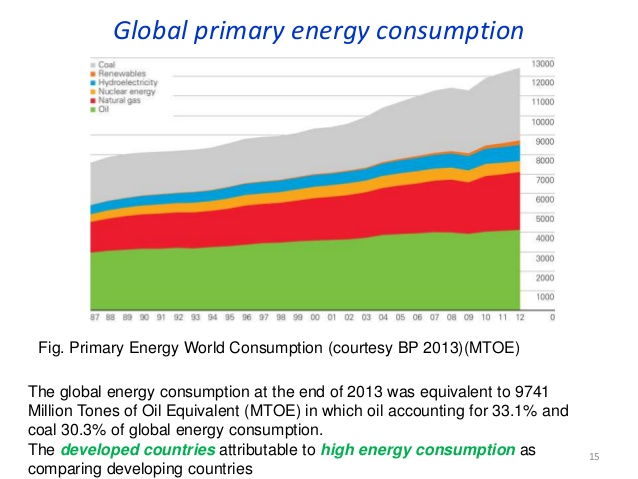 Global primary energy consumption
Coal
Renewables
Hydroelectricity
Nuclear energy
Natural gas
Oil
13000
12000
11000
10000
9000
8000
7000
6000
5000
4000
3000
2000
1000
0
87 88 89 90 91 92 93 94 95 96 97 98 99 00 01 02 03 04 05 06 07 08 09 10 11 12
Fig. Primary Energy World Consumption (courtesy BP 2013)(MTOE)
The global energy consumption at the end of 2013 was equivalent to 9741
Million Tones of Oil Equivalent (MTOE) in which oil accounting for 33.1% and
coal 30.3% of global energy consumption.
The developed countries attributable to high energy consumption as
comparing developing countries
15